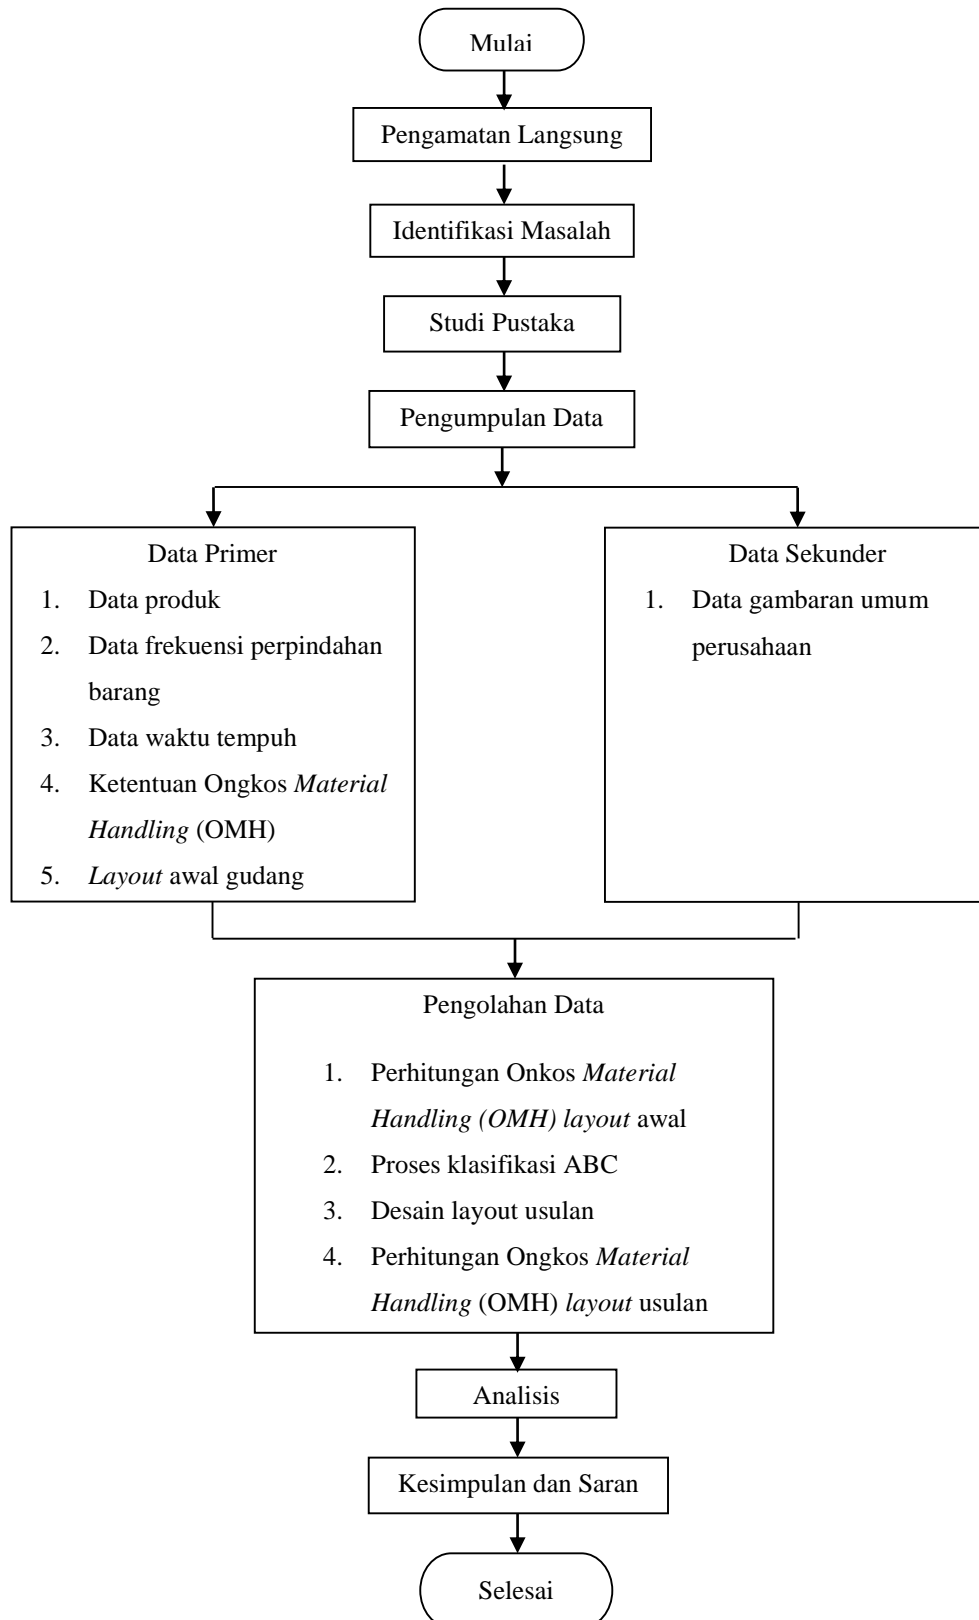 Mulai
Pengamatan Langsung
Identifikasi Masalah
Studi Pustaka
Pengumpulan Data
Data Primer
1. Data produk
2. Data frekuensi perpindahan
barang
3. Data waktu tempuh
4. Ketentuan Ongkos Material
Handling (OMH)
5. Layout awal gudang
Data Sekunder
1. Data gambaran umum
perusahaan
Pengolahan Data
1. Perhitungan Onkos Material
Handling (OMH) layout awal
2. Proses klasifikasi ABC
3. Desain layout usulan
4. Perhitungan Ongkos Material
Handling (OMH) layout usulan
Analisis
Kesimpulan dan Saran
Selesai